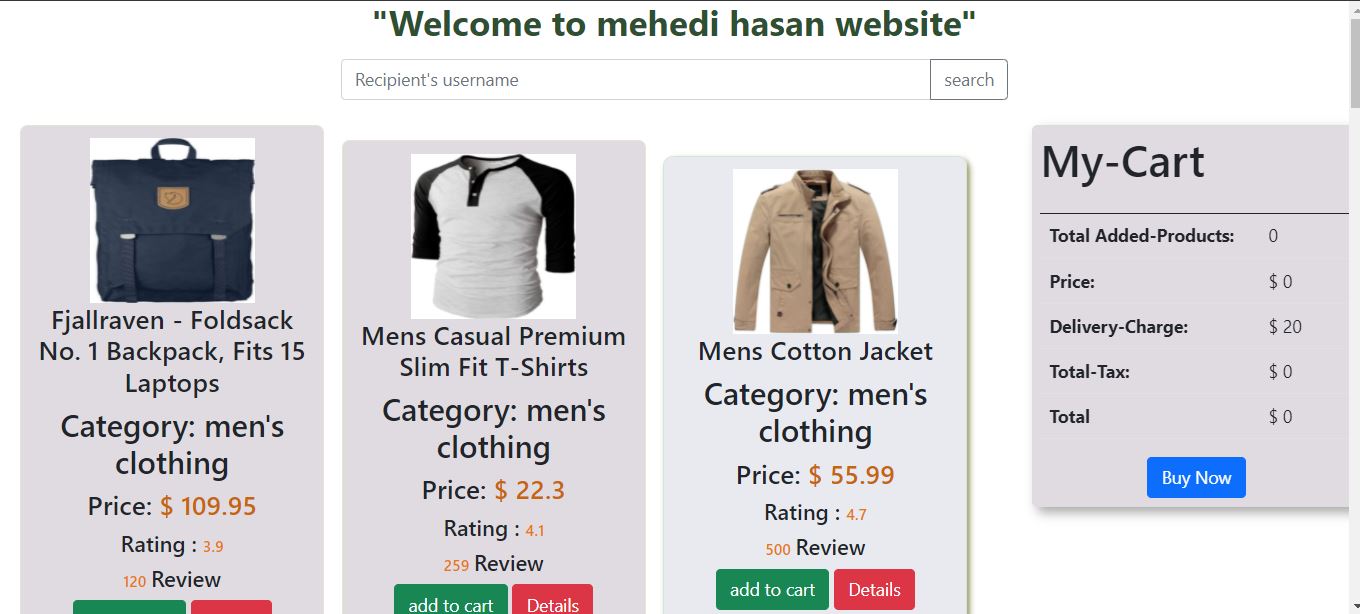 "Welcome to mehedi hasan website"
Recipient's username
search
Fjallraven - Foldsack
No. 1 Backpack, Fits 15
Laptops
Category: men's
clothing
Price: $ 109.95
Rating : 3.9
120 Review
Mens Casual Premium
Slim Fit T-Shirts
Category: men's
clothing
Price: $ 22.3
Rating : 4.1
259 Review
add to cart
Details
Mens Cotton Jacket
Category: men's
clothing
Price: $ 55.99
Rating : 4.7
500 Review
add to cart
Details
My-Cart
Total Added-Products: 0
Price: $ 0
Delivery-Charge: $ 20
Total-Tax: $ 0
Total $ 0
Buy Now